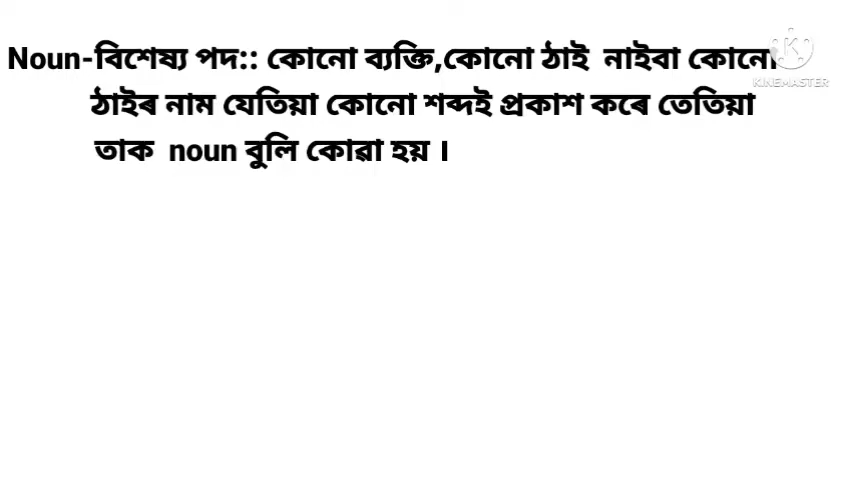 Noun-বিশেষ্য পদ:: কোনো ব্যক্তি,কোনো ঠাই নাইবা কোনো
ঠাইৰ নাম যেতিয়া কোনো শব্দই প্ৰকাশ কৰে তেতিয়া
তাক noun বুলি কোৱা হয় ।
KINEMASTER